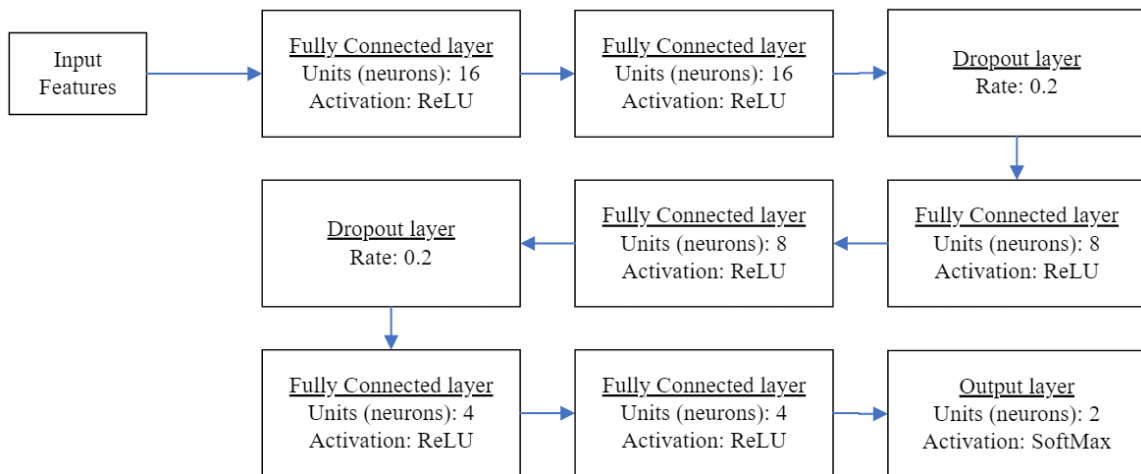 Input
Features
Fully Connected layer
Units (neurons): 16
Activation: ReLU
Fully Connected layer
Units (neurons): 16
Activation: ReLU
Dropout layer
Rate: 0.2
Fully Connected layer
Units (neurons): 8
Activation: ReLU
Fully Connected layer
Units (neurons): 8
Activation: ReLU
Dropout layer
Rate: 0.2
Fully Connected layer
Units (neurons): 4
Activation: ReLU
Fully Connected layer
Units (neurons): 4
Activation: ReLU
Output layer
Units (neurons): 2
Activation: SoftMax